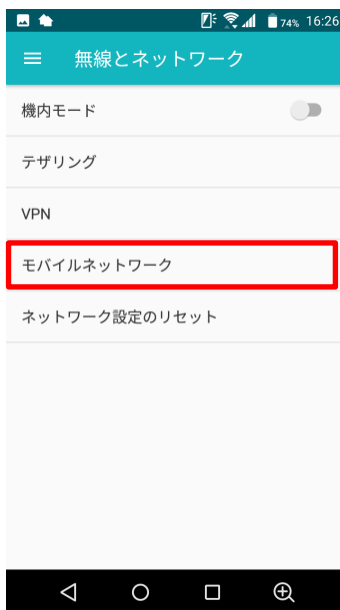 74% 16:26
無線とネットワーク
機内モード
テザリング
VPN
モバイルネットワーク
ネットワーク設定のリセット